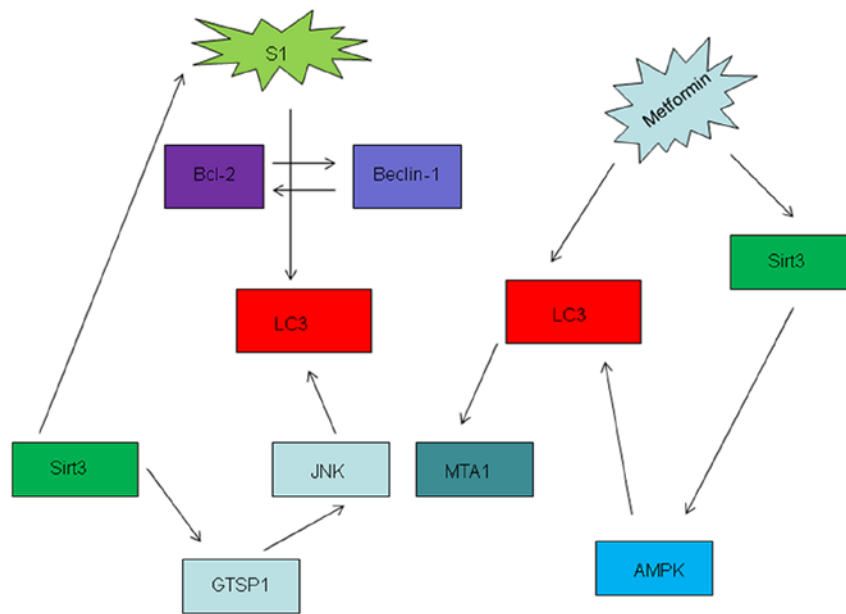 S1
Metformin
Bcl-2
Beclin-1
Sirt3
LC3
LC3
Sirt3
JNK
MTA1
GTSP1
AMPK